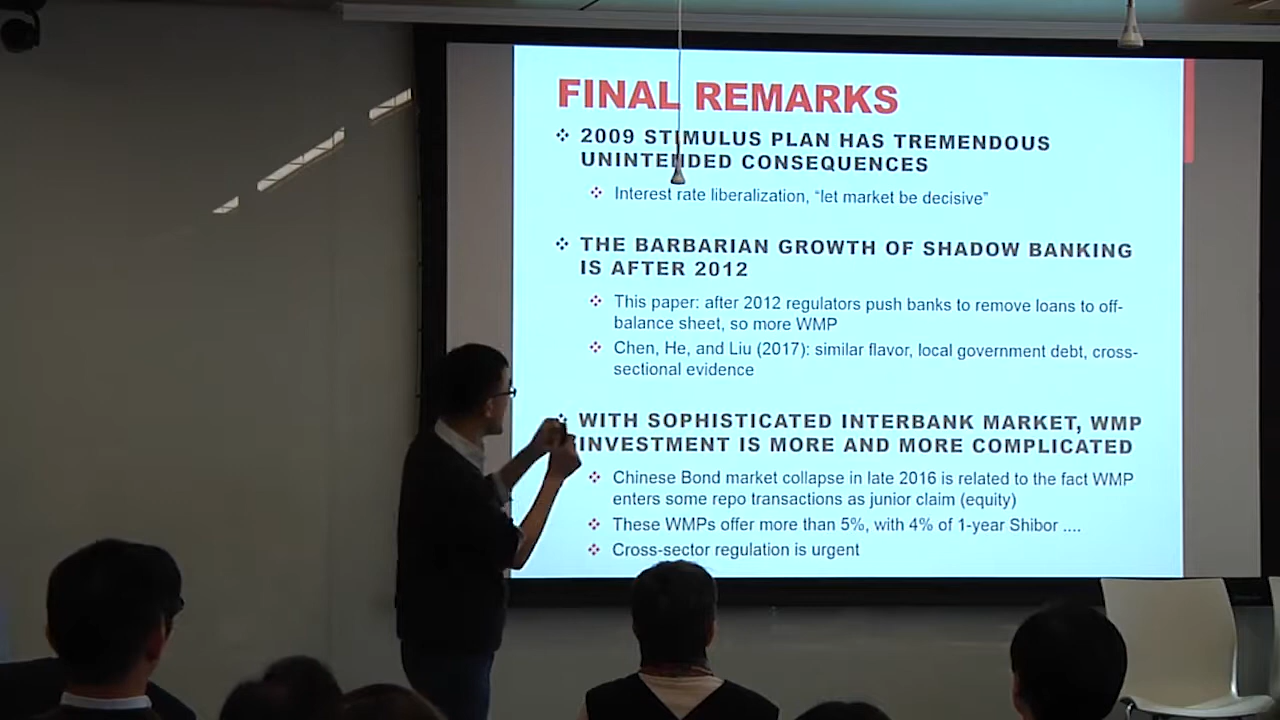 FINAL REMARKS
2009 STIMULUS PLAN HAS TREMENDOUS
UNINTENDED CONSEQUENCES
Interest rate liberalization, “let market be decisive”
THE BARBARIAN GROWTH OF SHADOW BANKING
IS AFTER 2012
This paper: after 2012 regulators push banks to remove loans to off-
balance sheet, so more WMP
Chen, He, and Liu (2017): similar flavor, local government debt, cross-
sectional evidence
WITH SOPHISTICATED INTERBANK MARKET, WMP
INVESTMENT IS MORE AND MORE COMPLICATED
Chinese Bond market collapse in late 2016 is related to the fact WMP
enters some repo transactions as junior claim (equity)
These WMPs offer more than 5%, with 4% of 1-year Shibor ....
Cross-sector regulation is urgent